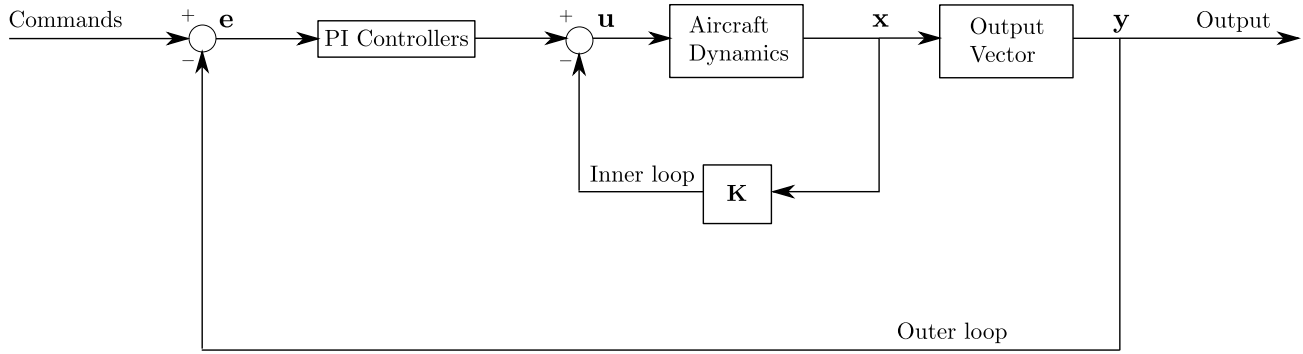 Commands
+
−
e
PI Controllers
+
−
u
Aircraft
Dynamics
x
Output
Vector
y
Output
Inner loop
K
Outer loop